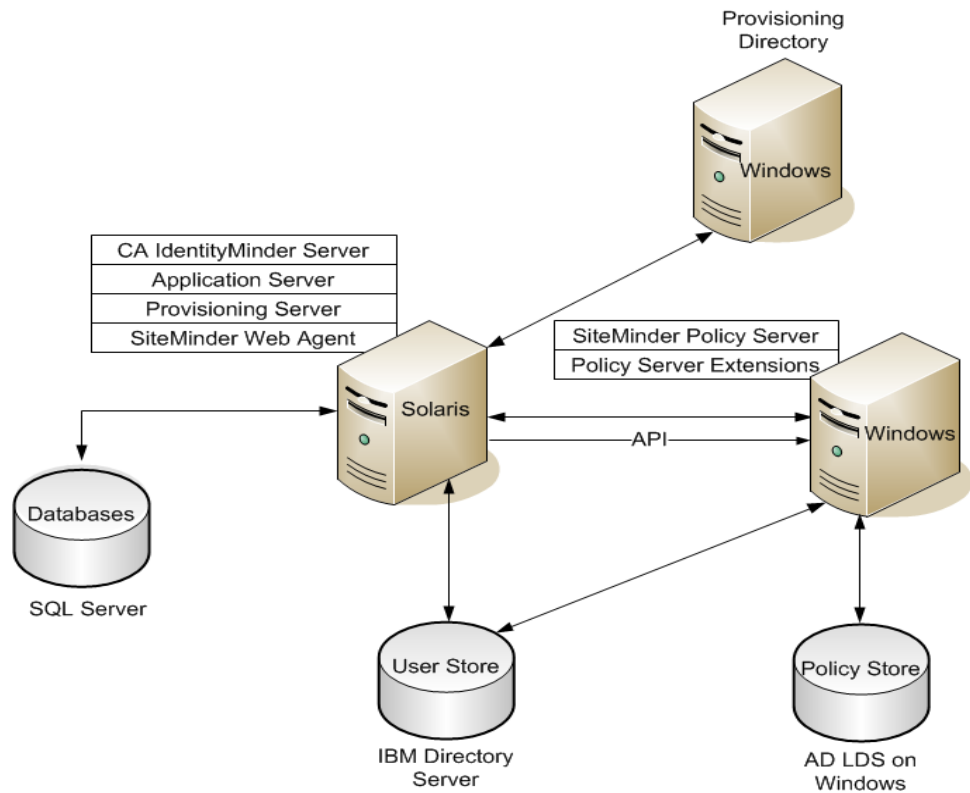 Provisioning
Directory
Windows
CA IdentityMinder Server
Application Server
Provisioning Server
SiteMinder Web Agent
SiteMinder Policy Server
Policy Server Extensions
Solaris
Windows
API
Databases
SQL Server
User Store
Policy Store
IBM Directory
Server
AD LDS on
Windows